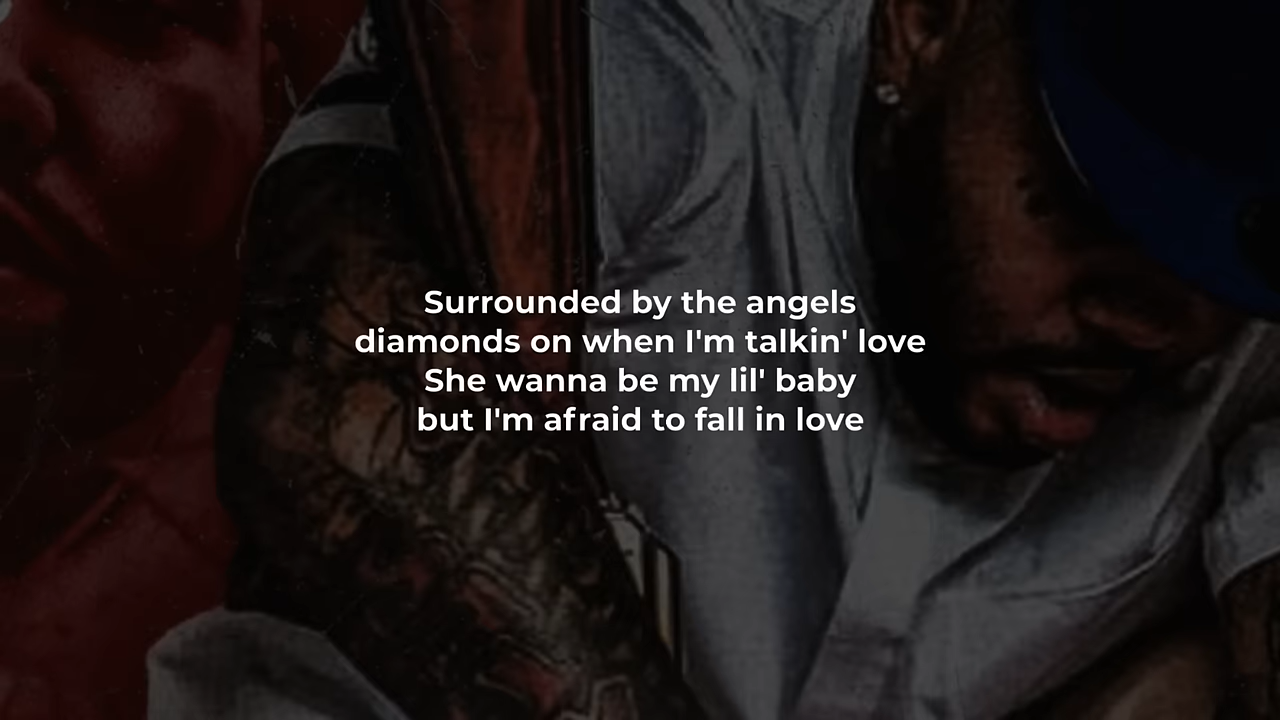 Surrounded by the angels
diamonds on when I'm talkin' love
She wanna be my lil' baby
but I'm afraid to fall in love